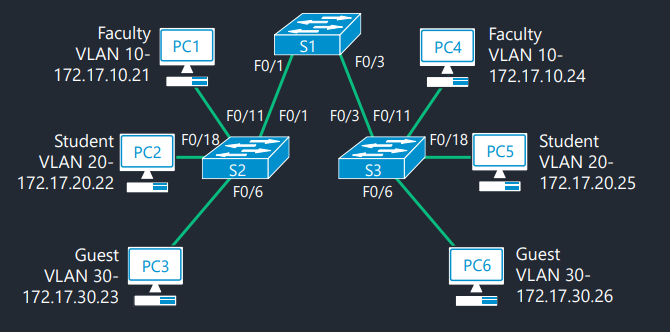 Faculty
VLAN 10-
172.17.10.21
PC1
S1
PC4
Faculty
VLAN 10-
172.17.10.24
F0/1
F0/3
F0/11
F0/1
F0/3
F0/11
Student
VLAN 20-
172.17.20.22
PC2
F0/18
S2
F0/6
S3
F0/6
F0/18
PC5
Student
VLAN 20-
172.17.20.25
Guest
VLAN 30-
172.17.30.23
PC3
PC6
Guest
VLAN 30-
172.17.30.26